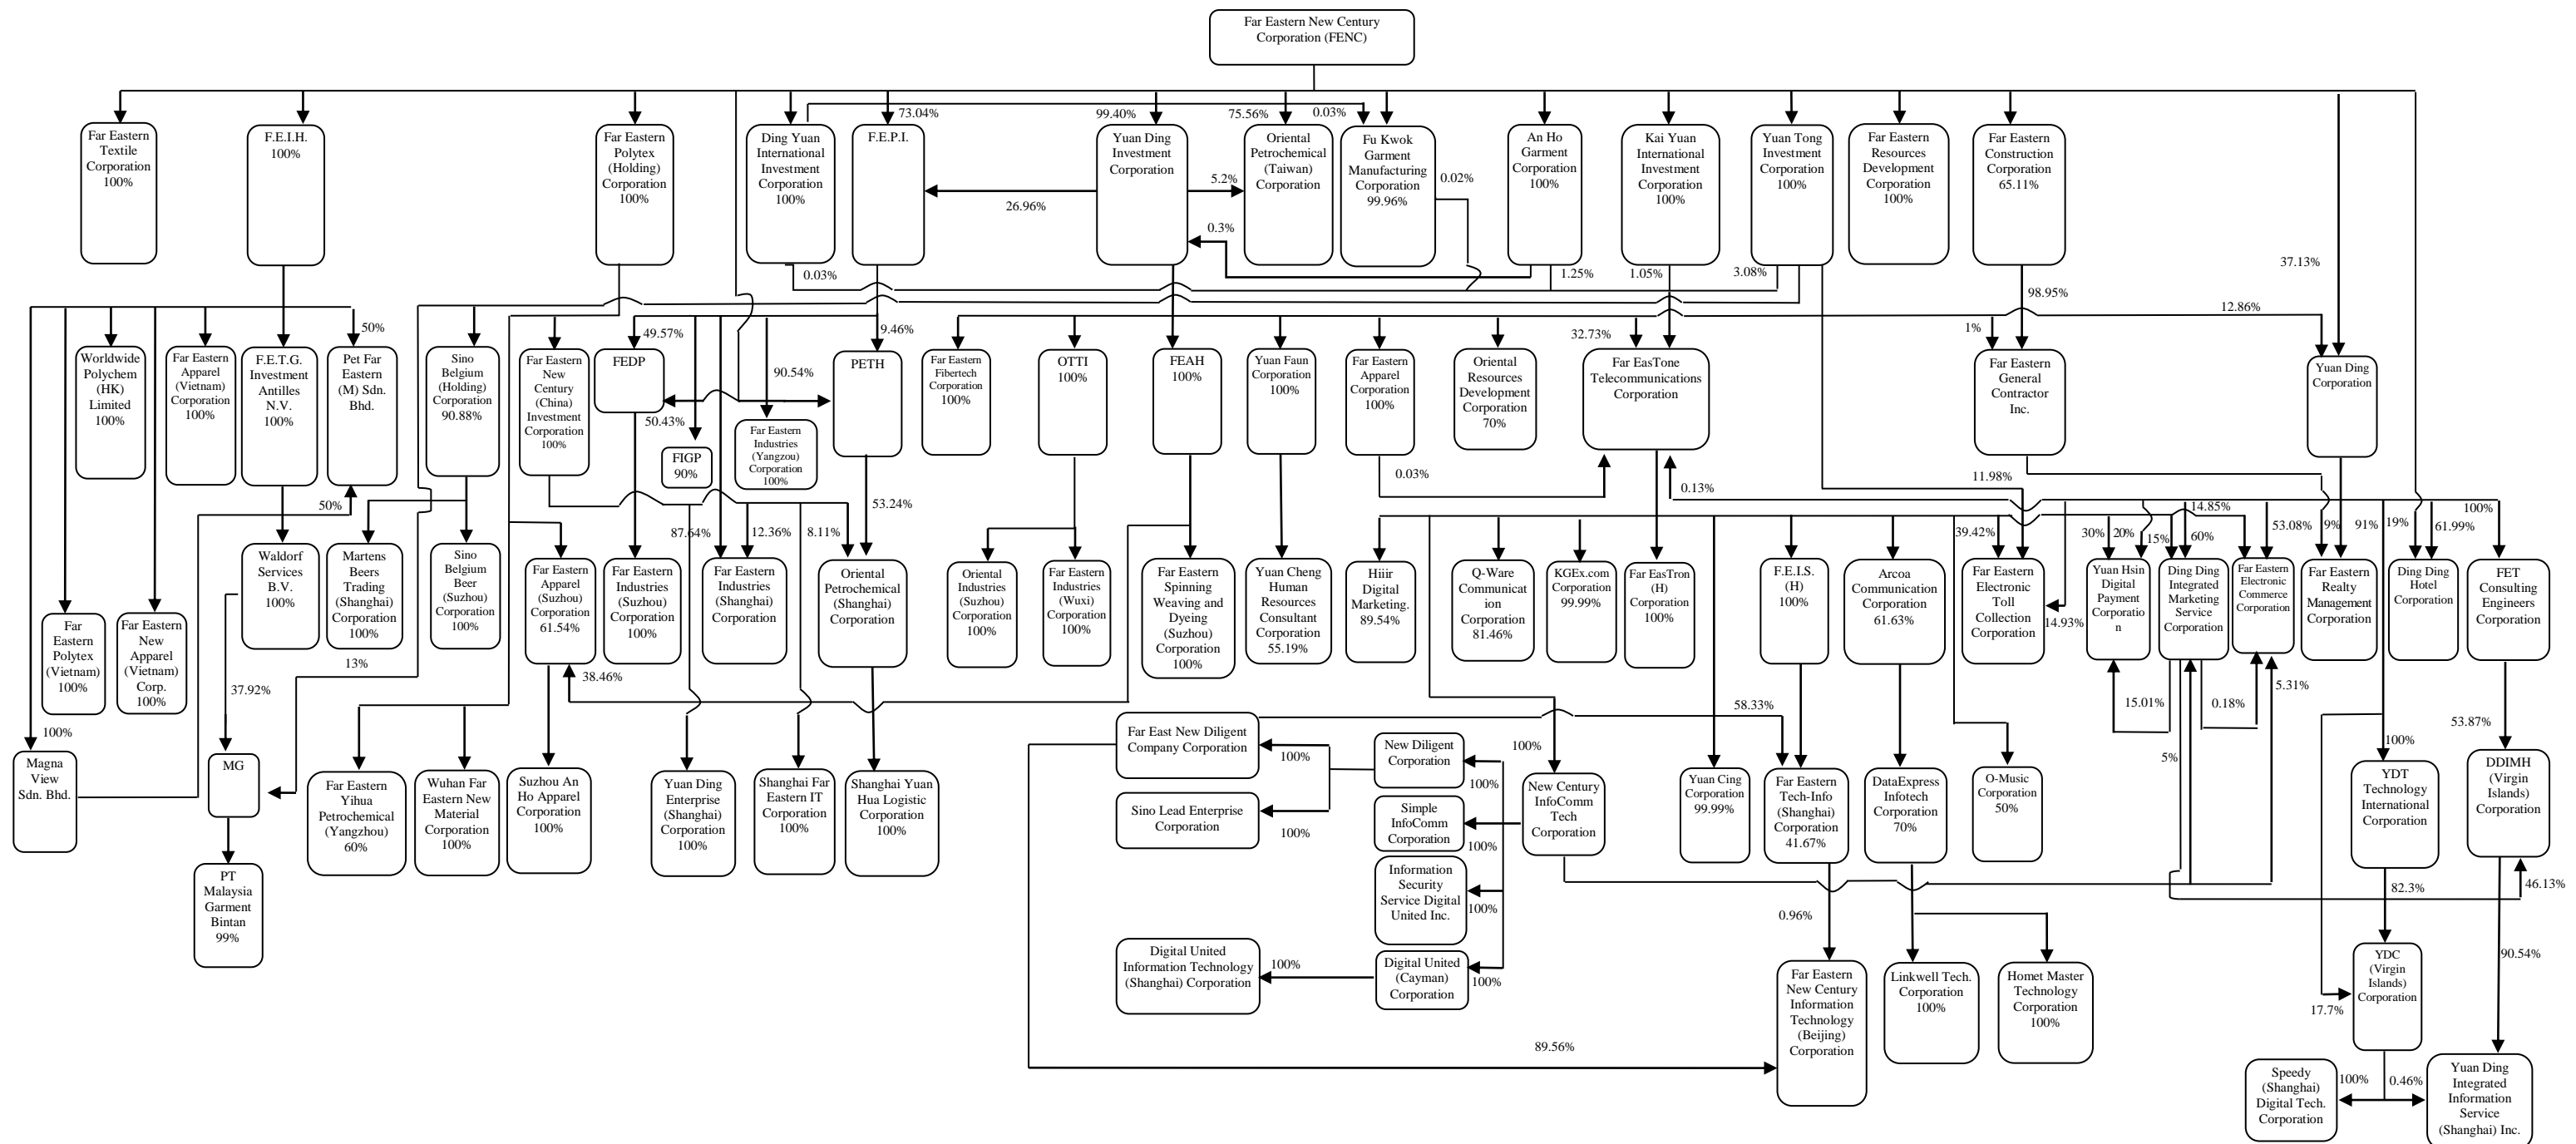 Far Eastern New Century
Corporation (FENC)
73.04%
99.40%
75.56%
0.03%
Far Eastern
Textile
Corporation
100%
F.E.I.H.
100%
Far Eastern
Polytex
(Holding)
Corporation
100%
Ding Yuan
International
Investment
Corporation
100%
F.E.P.I.
Yuan Ding
Investment
Corporation
Oriental
Petrochemical
(Taiwan)
Corporation
Fu Kwok
Garment
Manufacturing
Corporation
99.96%
An Ho
Garment
Corporation
100%
Kai Yuan
International
Investment
Corporation
100%
Yuan Tong
Investment
Corporation
100%
Far Eastern
Resources
Development
Corporation
100%
Far Eastern
Construction
Corporation
65.11%
5.2%
0.02%
26.96%
0.3%
37.13%
0.03%
1.25%
1.05%
3.08%
98.95%
12.86%
50%
49.57%
9.46%
32.73%
1%
Worldwide
Polychem
(HK)
Limited
100%
Far Eastern
Apparel
(Vietnam)
Corporation
100%
F.E.T.G.
Investment
Antilles
N.V.
100%
Pet Far
Eastern
(M) Sdn.
Bhd.
Sino
Belgium
(Holding)
Corporation
90.88%
Far Eastern
New
Century
(China)
Investment
Corporation
100%
FEDP
90.54%
PETH
Far Eastern
Fibertech
Corporation
100%
OTTI
100%
FEAH
100%
Yuan Faun
Corporation
100%
Far Eastern
Apparel
Corporation
100%
Oriental
Resources
Development
Corporation
70%
Far EasTone
Telecommunications
Corporation
Far Eastern
General
Contractor
Inc.
Yuan Ding
Corporation
50.43%
FIGP
90%
Far Eastern
Industries
(Yangzou)
Corporation
100%
50%
53.24%
0.03%
0.13%
11.98%
87.64%
12.36%
8.11%
39.42%
30%
20%
15%
14.85%
60%
53.08%
9%
91%
19%
61.99%
100%
Waldorf
Services
B.V.
100%
Martens
Beers
Trading
(Shanghai)
Corporation
100%
Sino
Belgium
Beer
(Suzhou)
Corporation
100%
Far Eastern
Apparel
(Suzhou)
Corporation
61.54%
Far Eastern
Industries
(Suzhou)
Corporation
100%
Far Eastern
Industries
(Shanghai)
Corporation
Oriental
Petrochemical
(Shanghai)
Corporation
Oriental
Industries
(Suzhou)
Corporation
100%
Far Eastern
Industries
(Wuxi)
Corporation
100%
Far Eastern
Spinning
Weaving and
Dyeing
(Suzhou)
Corporation
100%
Yuan Cheng
Human
Resources
Consultant
Corporation
55.19%
Hiiir
Digital
Marketing.
89.54%
Q-Ware
Communicat
ion
Corporation
81.46%
KGEx.com
Corporation
99.99%
Far EasTron
(H)
Corporation
100%
F.E.I.S.
(H)
100%
Arcoa
Communication
Corporation
61.63%
Far Eastern
Electronic
Toll
Collection
Corporation
14.93%
Yuan Hsin
Digital
Payment
Corporatio
n
Ding Ding
Integrated
Marketing
Service
Corporation
Far Eastern
Electronic
Commerce
Corporation
Far Eastern
Realty
Management
Corporation
Ding Ding
Hotel
Corporation
FET
Consulting
Engineers
Corporation
Far
Eastern
Polytex
(Vietnam)
100%
Far Eastern
New
Apparel
(Vietnam)
Corp.
100%
13%
37.92%
38.46%
58.33%
15.01%
0.18%
5.31%
53.87%
100%
5%
100%
Magna
View
Sdn. Bhd.
MG
Far Eastern
Yihua
Petrochemical
(Yangzhou)
60%
Wuhan Far
Eastern New
Material
Corporation
100%
Suzhou An
Ho Apparel
Corporation
100%
Yuan Ding
Enterprise
(Shanghai)
Corporation
100%
Shanghai Far
Eastern IT
Corporation
100%
Shanghai Yuan
Hua Logistic
Corporation
100%
Far East New Diligent
Company Corporation
100%
New Diligent
Corporation
100%
100%
Sino Lead Enterprise
Corporation
100%
Simple
InfoComm
Corporation
100%
New Century
InfoComm
Tech
Corporation
Information
Security
Service Digital
United Inc.
100%
Yuan Cing
Corporation
99.99%
Far Eastern
Tech-Info
(Shanghai)
Corporation
41.67%
DataExpress
Infotech
Corporation
70%
O-Music
Corporation
50%
YDT
Technology
International
Corporation
DDIMH
(Virgin
Islands)
Corporation
82.3%
46.13%
PT
Malaysia
Garment
Bintan
99%
0.96%
Digital United
Information Technology
(Shanghai) Corporation
100%
Digital United
(Cayman)
Corporation
100%
Far Eastern
New Century
Information
Technology
(Beijing)
Corporation
Linkwell Tech.
Corporation
100%
Homet Master
Technology
Corporation
100%
YDC
(Virgin
Islands)
Corporation
90.54%
17.7%
89.56%
Speedy
(Shanghai)
Digital Tech.
Corporation
100%
0.46%
Yuan Ding
Integrated
Information
Service
(Shanghai) Inc.